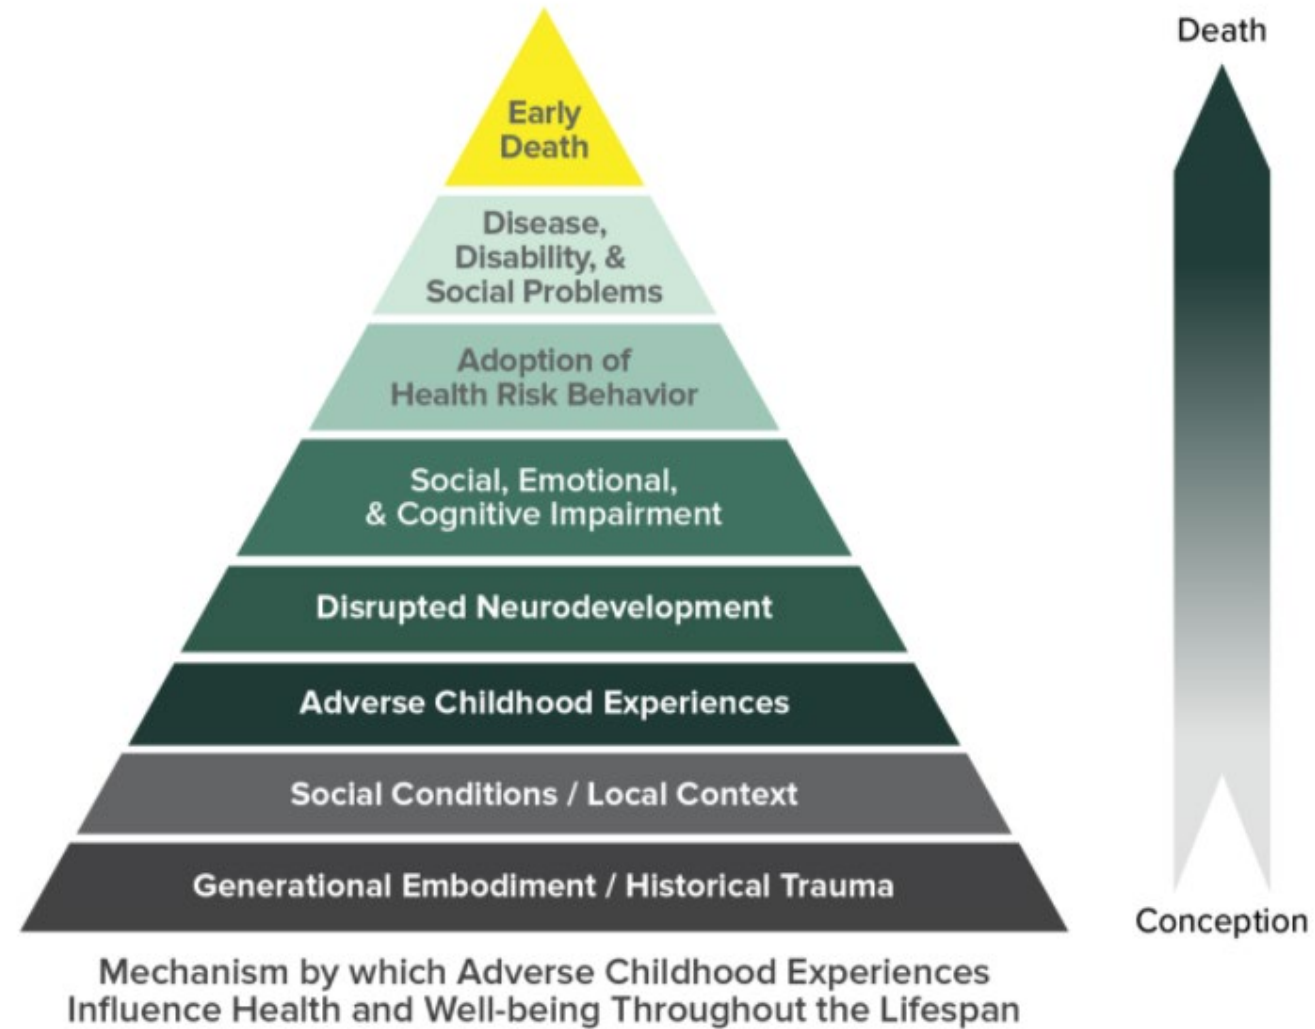 Death
Early
Death
Disease,
Disability, &
Social Problems
Adoption of
Health Risk Behavior
Social, Emotional,
& Cognitive Impairment
Disrupted Neurodevelopment
Adverse Childhood Experiences
Social Conditions / Local Context
Generational Embodiment / Historical Trauma
Conception
Mechanism by which Adverse Childhood Experiences
Influence Health and Well-being Throughout the Lifespan